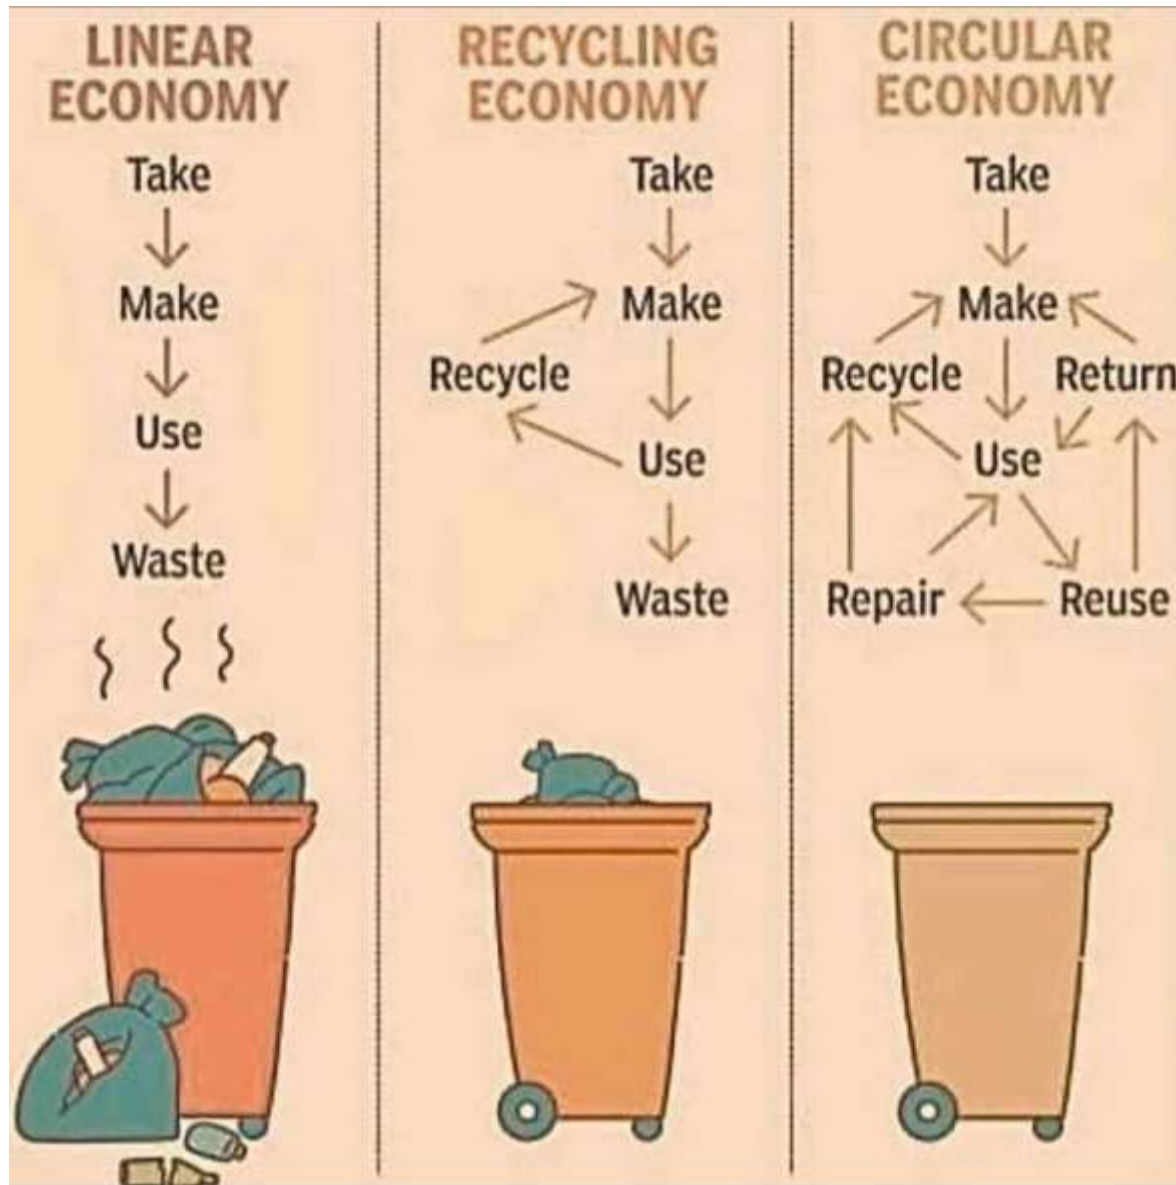 LINEAR
ECONOMY
Take
Make
Use
Waste
RECYCLING
ECONOMY
Take
Make
Recycle
Use
Waste
CIRCULAR
ECONOMY
Take
Make
Recycle
Return
Use
Repair
Reuse